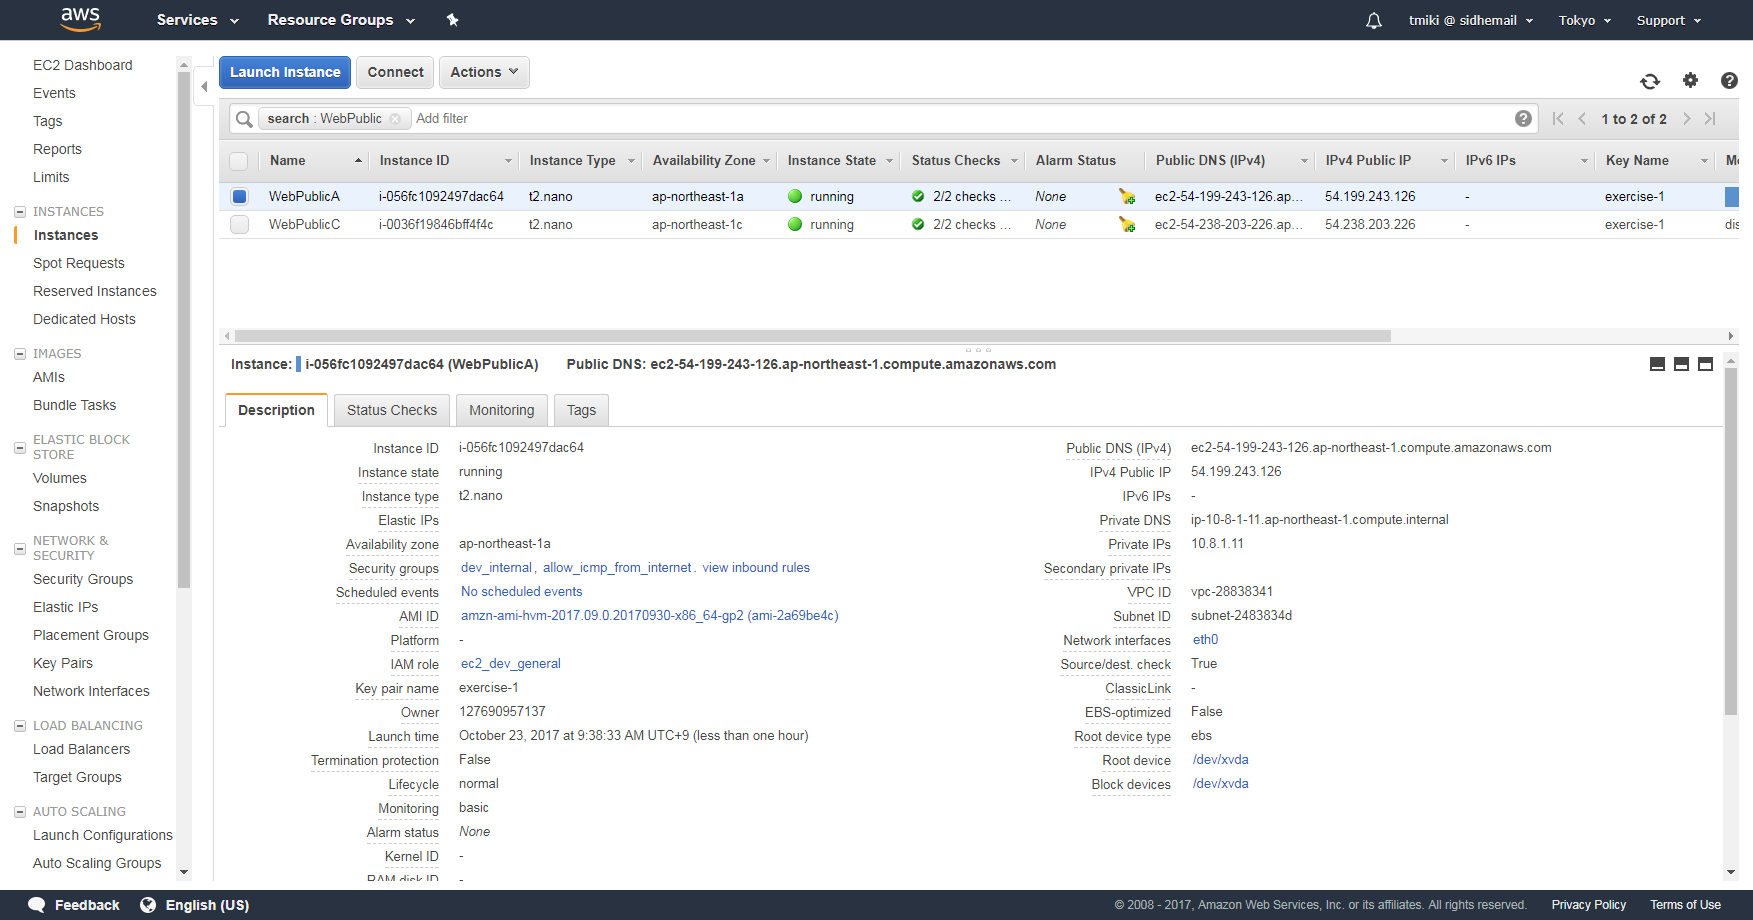 aws Services Resource Groups tmiki @ sidhemail Tokyo Support
EC2 Dashboard
Events
Tags
Reports
Limits
INSTANCES
Instances
Spot Requests
Reserved Instances
Dedicated Hosts
IMAGES
AMIs
Bundle Tasks
ELASTIC BLOCK
STORE
Volumes
Snapshots
NETWORK &
SECURITY
Security Groups
Elastic IPs
Placement Groups
Key Pairs
Network Interfaces
LOAD BALANCING
Load Balancers
Target Groups
AUTO SCALING
Launch Configurations
Auto Scaling Groups
Launch Instance Connect Actions
search : WebPublic Add filter 1 to 2 of 2
Name Instance ID Instance Type Availability Zone Instance State Status Checks Alarm Status Public DNS (IPv4) IPv4 Public IP IPv6 IPs Key Name
WebPublicA i-056fc1092497dac64 t2.nano ap-northeast-1a running 2/2 checks ... None ec2-54-199-243-126.ap... 54.199.243.126 - exercise-1
WebPublicC i-0036f19846bff4f4c t2.nano ap-northeast-1c running 2/2 checks ... None ec2-54-238-203-226.ap... 54.238.203.226 - exercise-1 dis
Instance: i-056fc1092497dac64 (WebPublicA) Public DNS: ec2-54-199-243-126.ap-northeast-1.compute.amazonaws.com
Description Status Checks Monitoring Tags
Instance ID i-056fc1092497dac64 Public DNS (IPv4) ec2-54-199-243-126.ap-northeast-1.compute.amazonaws.com
Instance state running IPv4 Public IP 54.199.243.126
Instance type t2.nano IPv6 IPs -
Elastic IPs Private DNS ip-10-8-1-11.ap-northeast-1.compute.internal
Availability zone ap-northeast-1a Private IPs 10.8.1.11
Security groups dev_internal, allow_icmp_from_internet. view inbound rules Secondary private IPs
Scheduled events No scheduled events VPC ID vpc-28838341
AMI ID amzn-ami-hvm-2017.09.0.20170930-x86_64-gp2 (ami-2a69be4c) Subnet ID subnet-2483834d
Platform - Network interfaces eth0
IAM role ec2_dev_general Source/dest. check True
Key pair name exercise-1 ClassicLink -
Owner 127690957137 EBS-optimized False
Launch time October 23, 2017 at 9:38:33 AM UTC+9 (less than one hour) Root device type ebs
Termination protection False Root device /dev/xvda
Lifecycle normal Block devices /dev/xvda
Monitoring basic
Alarm status None
Kernel ID -
RAM disk ID -
Feedback English (US) © 2008 - 2017, Amazon Web Services, Inc. or its affiliates. All rights reserved. Privacy Policy Terms of Use